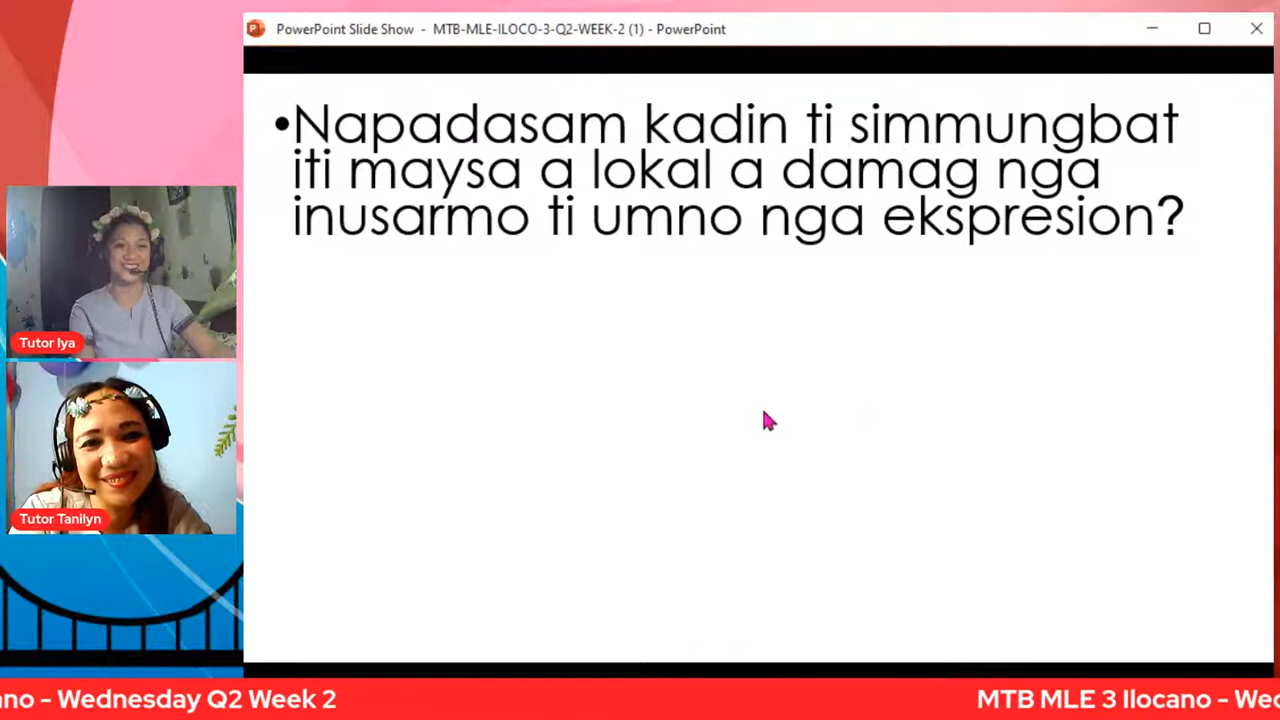 PowerPoint Slide Show - MTB-MLE-ILOCO-3-Q2-WEEK-2 (1) - PowerPoint
•Napadasam kadin ti simmungbat
iti maysa a lokal a damag nga
inusarmo ti umno nga ekspresion?
Tutor Iya
Tutor Tanilyn
ano - Wednesday Q2 Week 2
MTB MLE 3 Ilocano - Wed